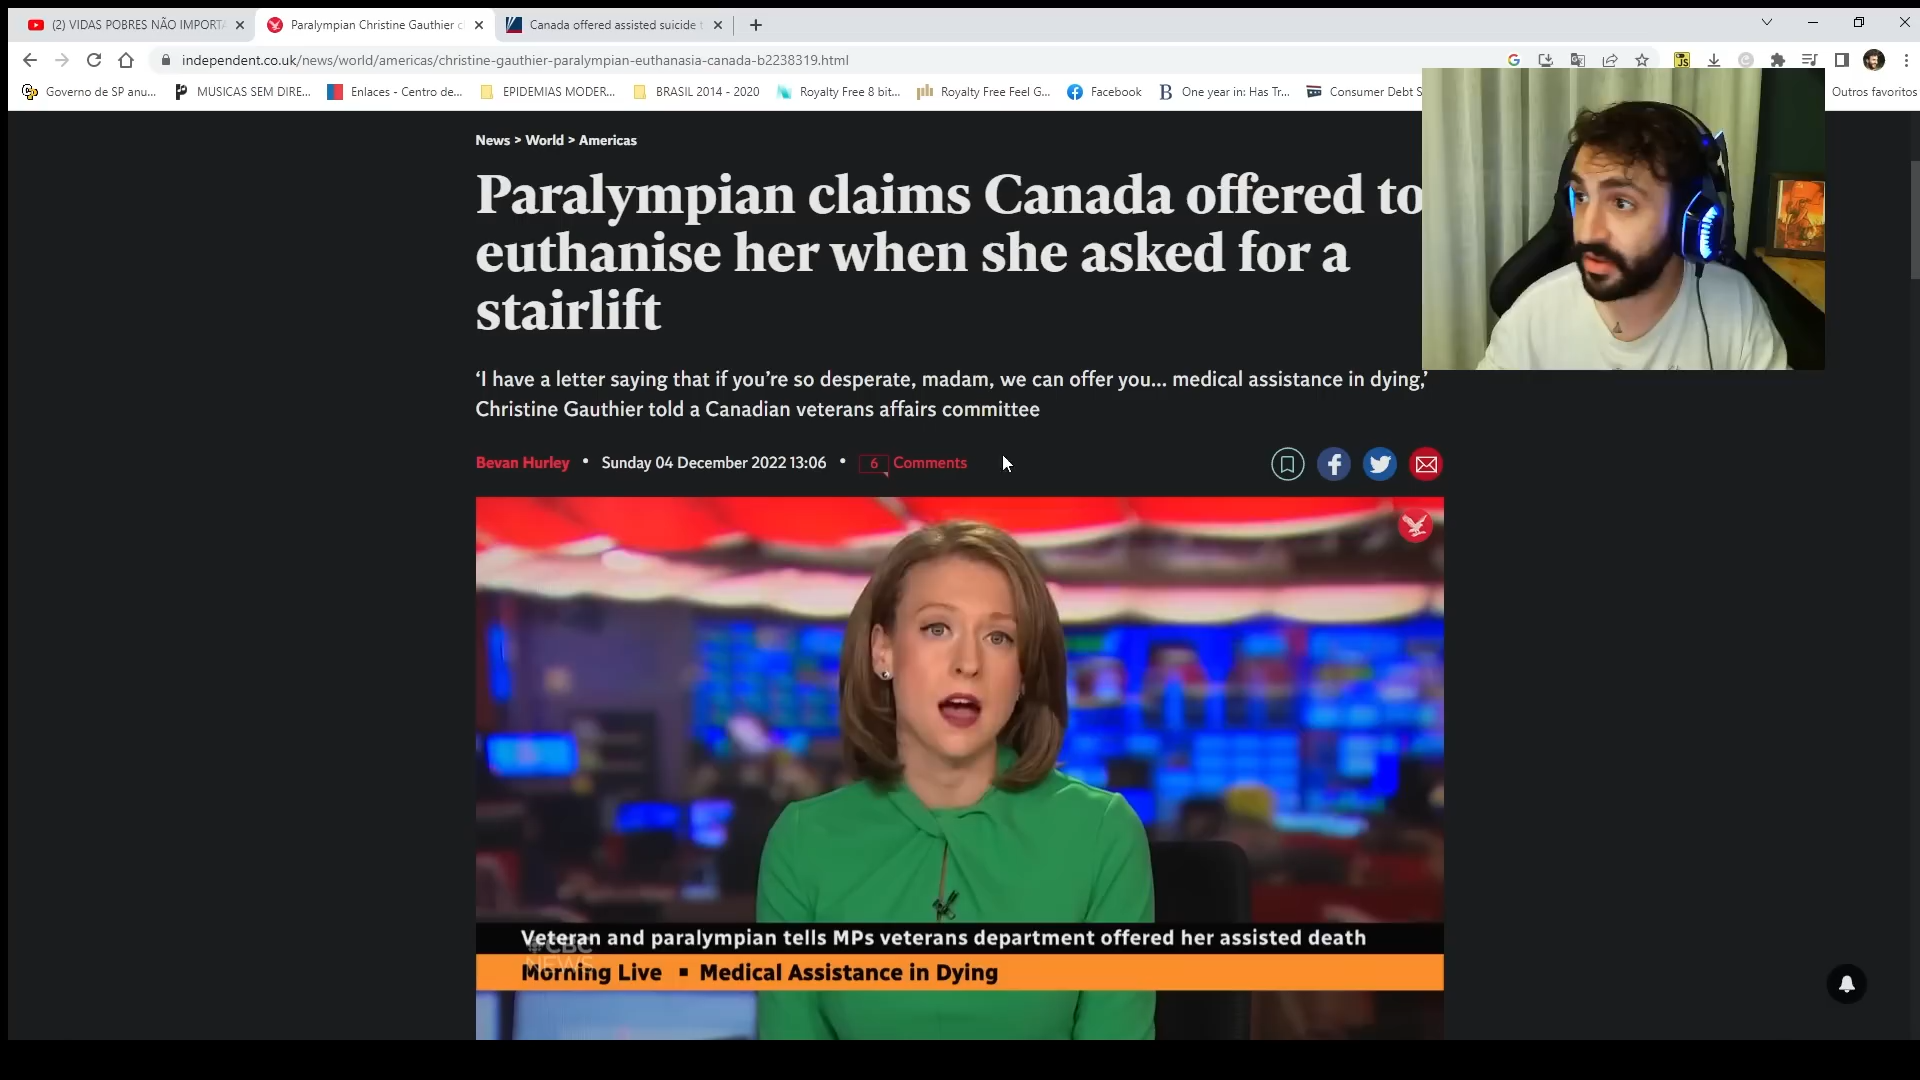 (2) VIDAS POBRES NÃO IMPORTA
Paralympian Christine Gauthier c
Canada offered assisted suicide t
independent.co.uk/news/world/americas/christine-gauthier-paralympian-euthanasia-canada-b2238319.html
Governo de SP anu...
MUSICAS SEM DIRE...
Enlaces - Centro de...
EPIDEMIAS MODER...
BRASIL 2014 - 2020
Royalty Free 8 bit...
Royalty Free Feel G...
Facebook
One year in: Has Tr...
Consumer Debt S
Outros favoritos
News > World > Americas
Paralympian claims Canada offered to
euthanise her when she asked for a
stairlift
‘I have a letter saying that if you’re so desperate, madam, we can offer you... medical assistance in dying,’
Christine Gauthier told a Canadian veterans affairs committee
Bevan Hurley • Sunday 04 December 2022 13:06 • 6 Comments
Veteran and paralympian tells MPs veterans department offered her assisted death
CBC
NEWS
Morning Live ▪ Medical Assistance in Dying